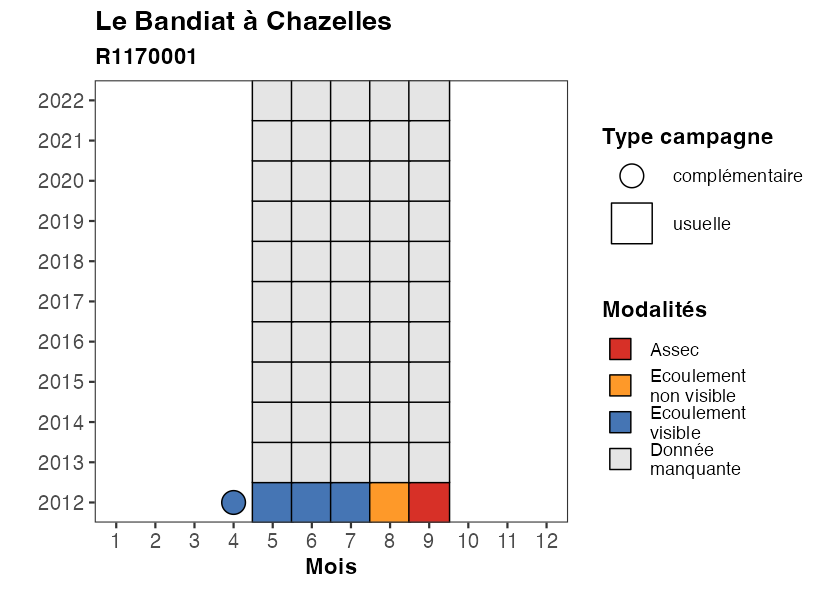 Le Bandiat à Chazelles
R1170001
2022
2021
2020
2019
2018
2017
2016
2015
2014
2013
2012
1 2 3 4 5 6 7 8 9 10 11 12
Mois
Type campagne
complémentaire
usuelle
Modalités
Assec
Ecoulement
non visible
Ecoulement
visible
Donnée
manquante